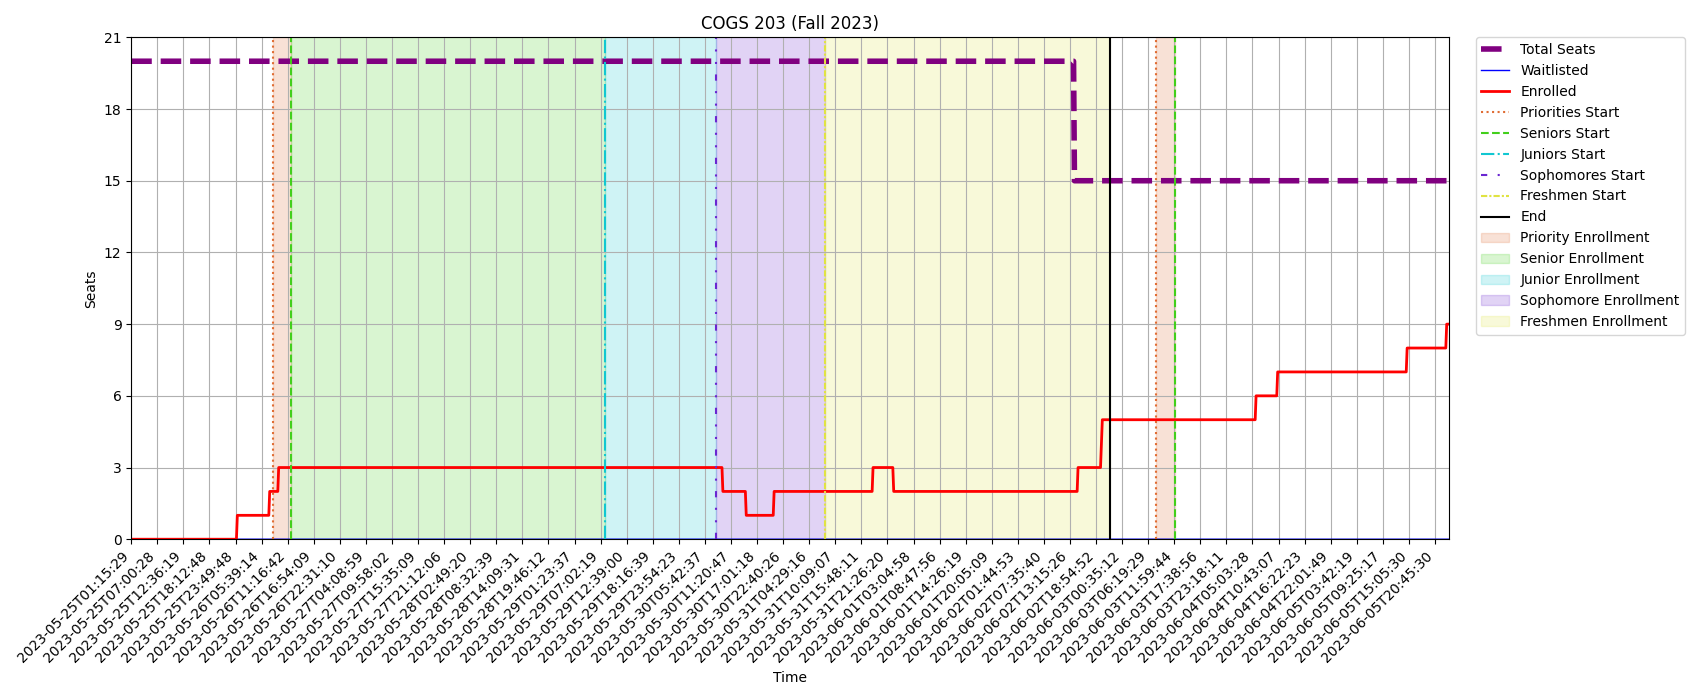 COGS 203 (Fall 2023)
21
18
15
12
9
6
3
0
Seats
2023-05-25T01:15:29
2023-05-25T07:00:28
2023-05-25T12:36:19
2023-05-25T18:12:48
2023-05-25T23:49:48
2023-05-26T05:39:14
2023-05-26T11:16:42
2023-05-26T16:54:09
2023-05-26T22:31:10
2023-05-27T04:08:59
2023-05-27T09:58:02
2023-05-27T15:35:09
2023-05-27T21:12:06
2023-05-28T02:49:20
2023-05-28T08:32:39
2023-05-28T14:09:31
2023-05-28T19:46:12
2023-05-29T01:23:37
2023-05-29T07:02:19
2023-05-29T12:39:00
2023-05-29T18:16:39
2023-05-29T23:54:23
2023-05-30T05:42:37
2023-05-30T11:20:47
2023-05-30T17:01:18
2023-05-30T22:40:26
2023-05-31T04:29:16
2023-05-31T10:09:07
2023-05-31T15:48:11
2023-05-31T21:26:20
2023-06-01T03:04:58
2023-06-01T08:47:56
2023-06-01T14:26:19
2023-06-01T20:05:09
2023-06-02T01:44:53
2023-06-02T07:35:40
2023-06-02T13:15:26
2023-06-02T18:54:52
2023-06-03T00:35:12
2023-06-03T06:19:29
2023-06-03T11:59:44
2023-06-03T17:38:56
2023-06-03T23:18:11
2023-06-04T05:03:28
2023-06-04T10:43:07
2023-06-04T16:22:23
2023-06-04T22:01:49
2023-06-05T03:42:19
2023-06-05T09:25:17
2023-06-05T15:05:30
2023-06-05T20:45:30
Time
Total Seats
Waitlisted
Enrolled
Priorities Start
Seniors Start
Juniors Start
Sophomores Start
Freshmen Start
End
Priority Enrollment
Senior Enrollment
Junior Enrollment
Sophomore Enrollment
Freshmen Enrollment